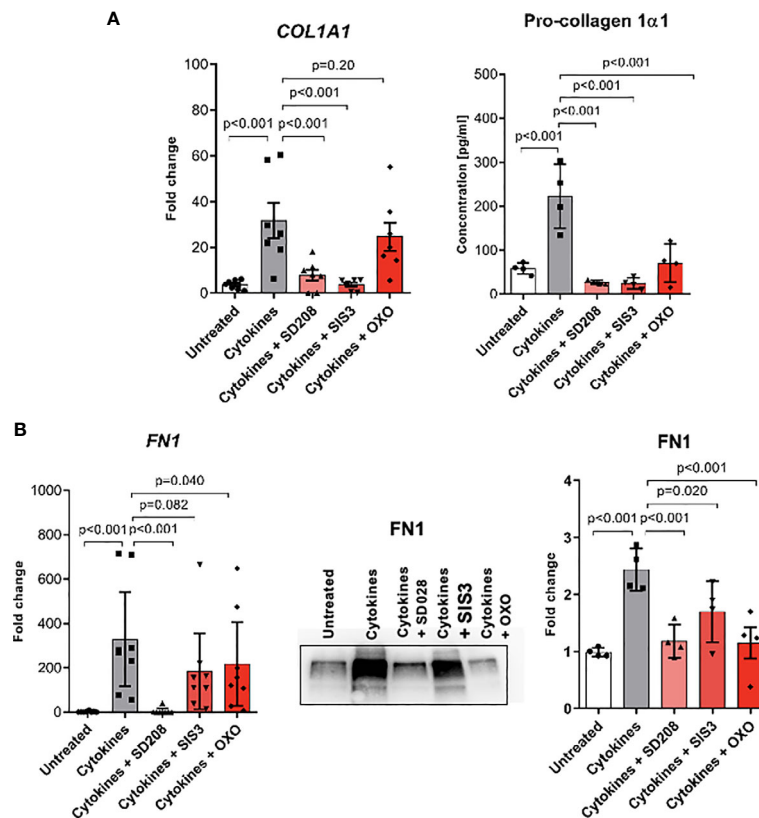 A
COL1A1
Pro-collagen 1α1
p=0.20
p<0.001
p<0.001
p<0.001
100
80
60
40
20
0
Fold change
Untreated
Cytokines
Cytokines + SD208
Cytokines + SIS3
Cytokines + OXO
p<0.001
p<0.001
p<0.001
p<0.001
500
400
300
200
100
0
Concentration [pg/ml]
Untreated
Cytokines
Cytokines + SD208
Cytokines + SIS3
Cytokines + OXO
B
FN1
p=0.040
p=0.082
p<0.001
p<0.001
1000
800
600
400
200
0
Fold change
Untreated
Cytokines
Cytokines + SD208
Cytokines + SIS3
Cytokines + OXO
FN1
Untreated
Cytokines
Cytokines
+ SD028
Cytokines
+ SIS3
Cytokines
+ OXO
FN1
p<0.001
p=0.020
p<0.001
p<0.001
4
3
2
1
0
Fold change
Untreated
Cytokines
Cytokines + SD208
Cytokines + SIS3
Cytokines + OXO